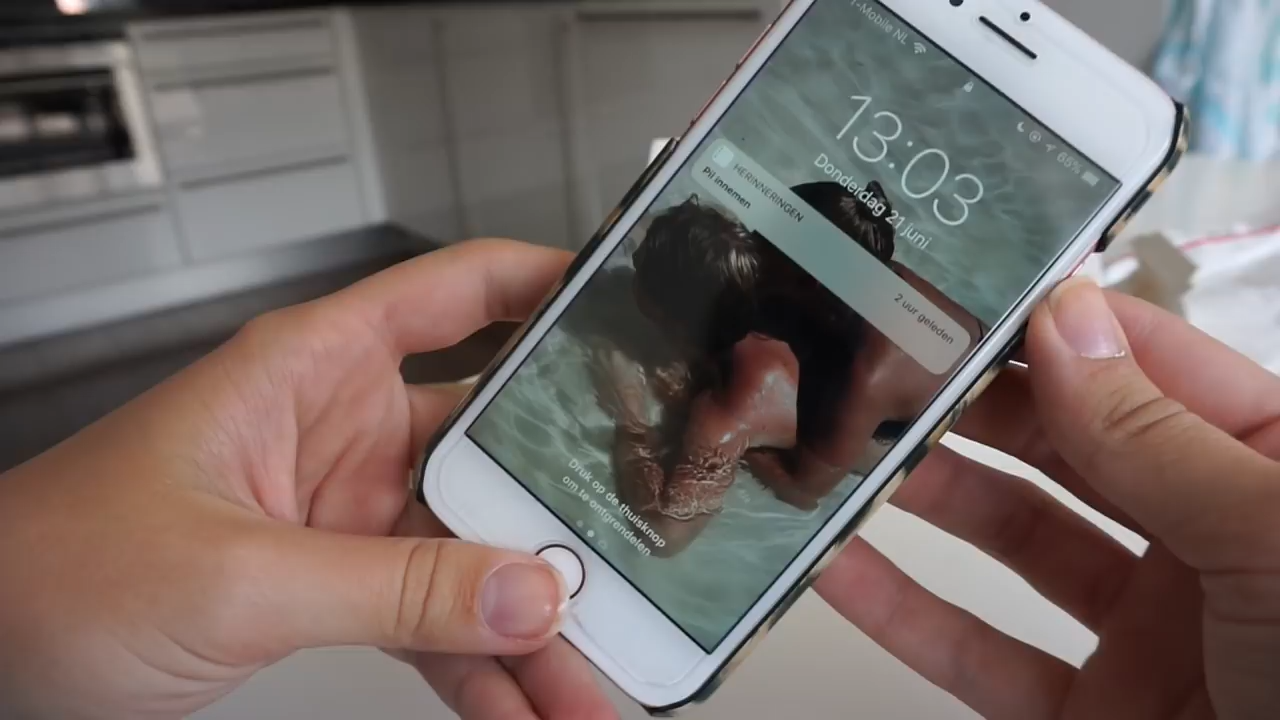 T-Mobile NL
65%
13:03
Donderdag 21 juni
HERINNERINGEN
2 uur geleden
Pil innemen
Druk op de thuisknop
om te ontgrendelen